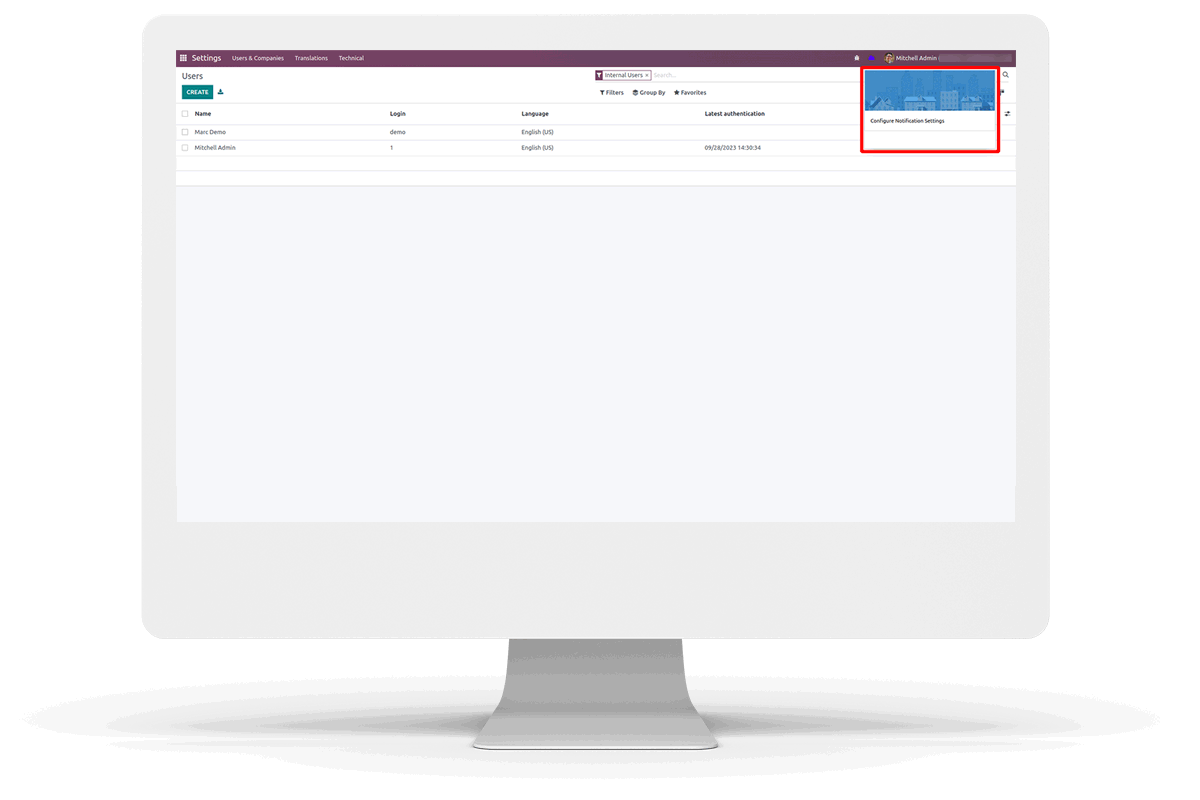 Settings Users & Companies Translations Technical Mitchell Admin (
Users Internal Users × Search...
CREATE Filters Group By Favorites
Name Login Language Latest authentication Configure Notification Settings
Marc Demo demo English (US)
Mitchell Admin 1 English (US) 09/28/2023 14:30:34